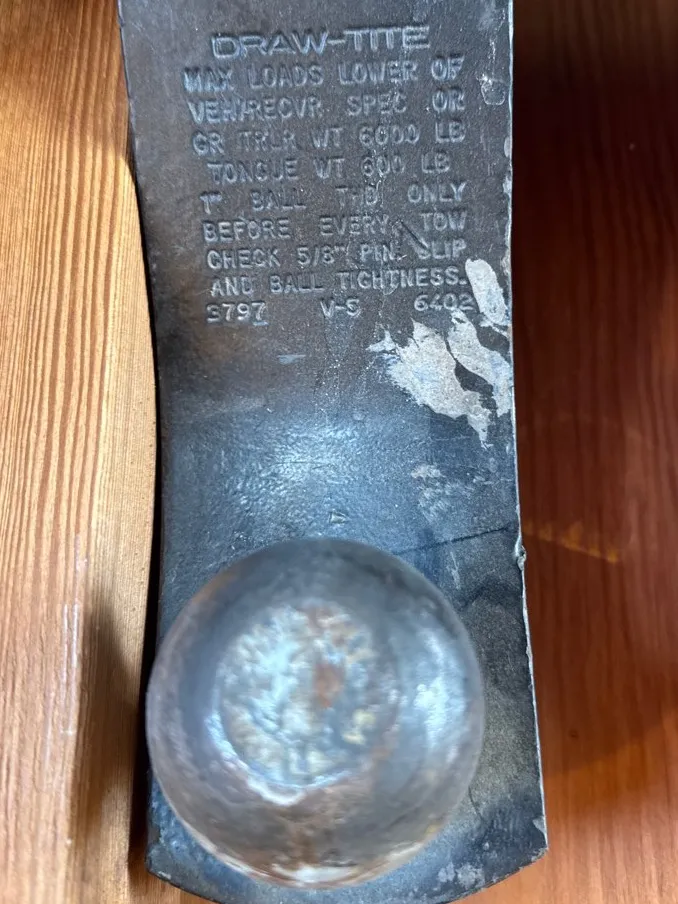 DRAW-TITE
MAX LOADS LOWER OF
VEH/RECVR SPEC OR
GR TRLR WT 6000 LB
TONGUE WT 600 LB
1" BALL THD ONLY
BEFORE EVERY TOW
CHECK 5/8" PIN CLIP
AND BALL TIGHTNESS.
3797 V-5 6402